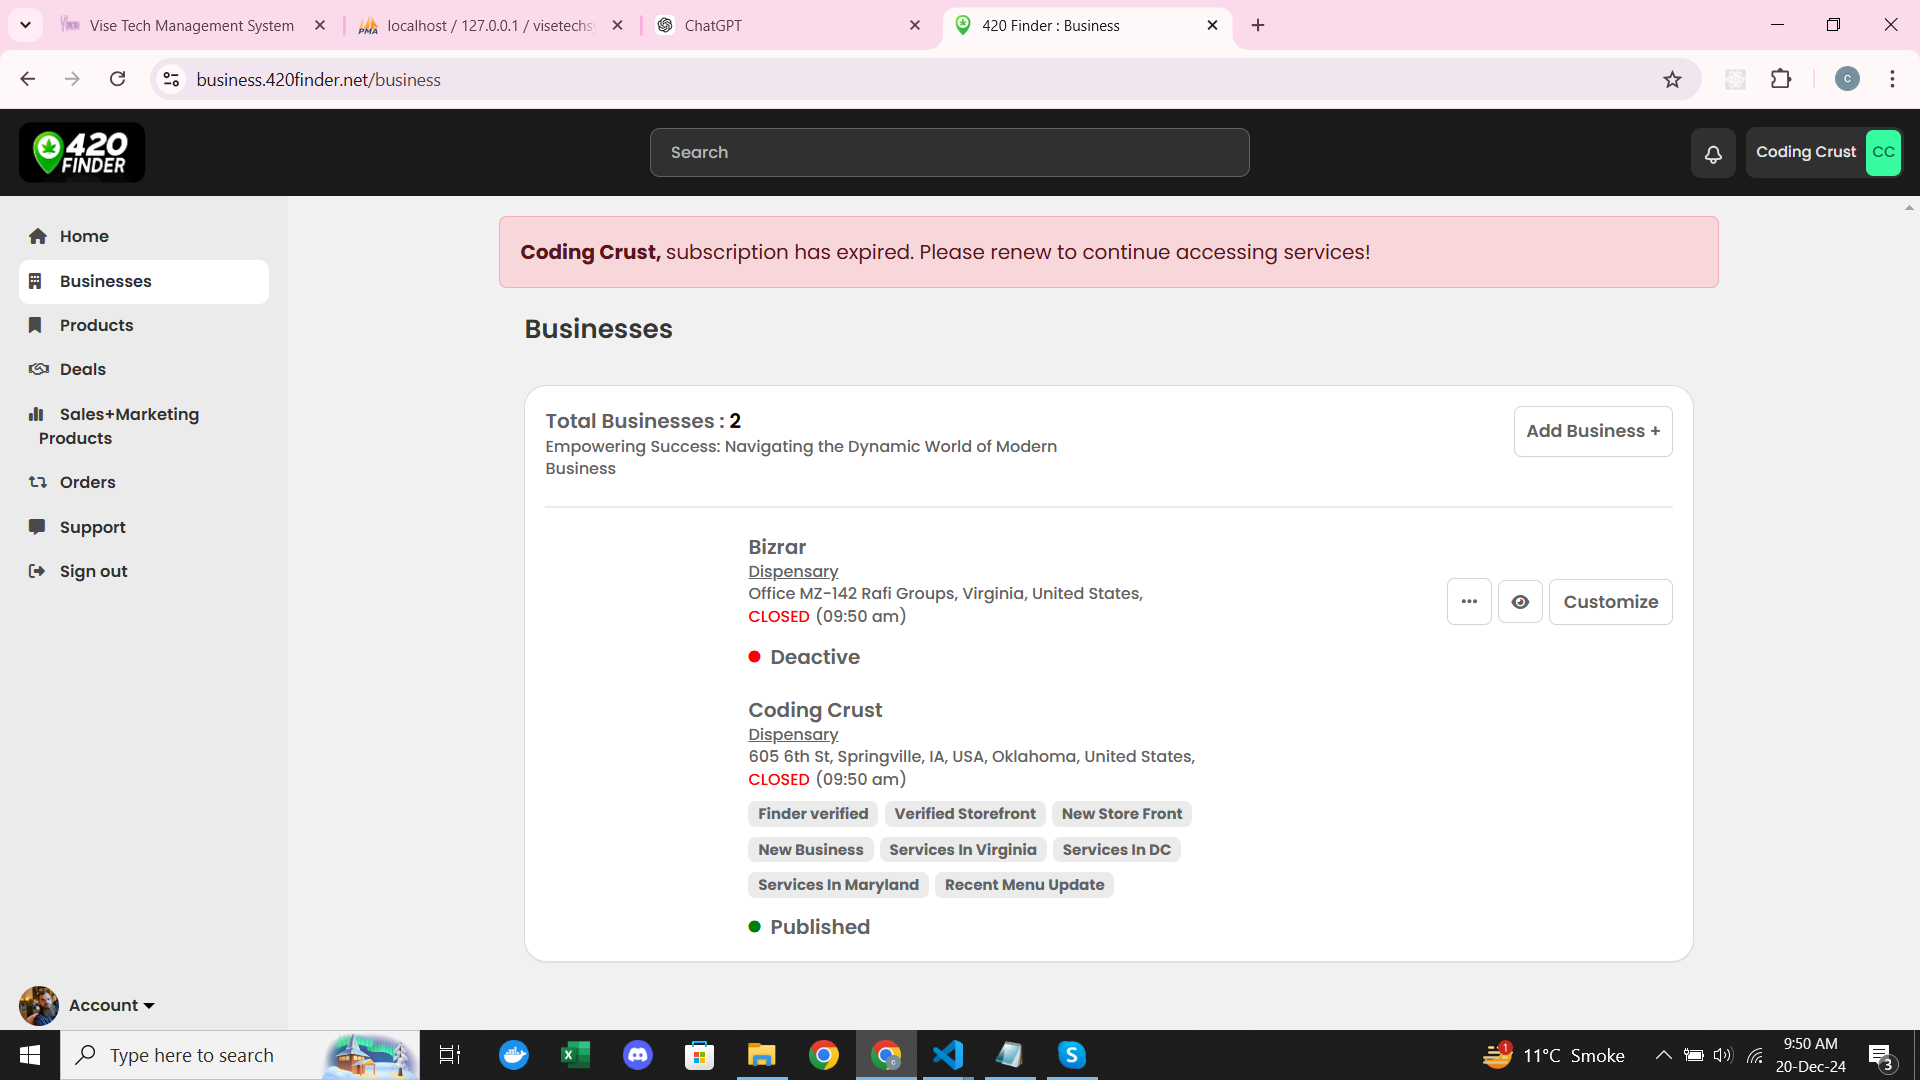 Vise Tech Management System
localhost / 127.0.0.1 / visetechsy
ChatGPT
420 Finder : Business
business.420finder.net/business
C
420
FINDER
Search
Coding Crust
CC
Home
Businesses
Products
Deals
Sales+Marketing
Products
Orders
Support
Sign out
Account
Coding Crust, subscription has expired. Please renew to continue accessing services!
Businesses
Total Businesses : 2
Empowering Success: Navigating the Dynamic World of Modern
Business
Add Business +
Bizrar
Dispensary
Office MZ-142 Rafi Groups, Virginia, United States,
CLOSED (09:50 am)
Deactive
Customize
Coding Crust
Dispensary
605 6th St, Springville, IA, USA, Oklahoma, United States,
CLOSED (09:50 am)
Finder verified Verified Storefront New Store Front
New Business Services In Virginia Services In DC
Services In Maryland Recent Menu Update
Published
Type here to search
1
11°C Smoke
9:50 AM
20-Dec-24
3